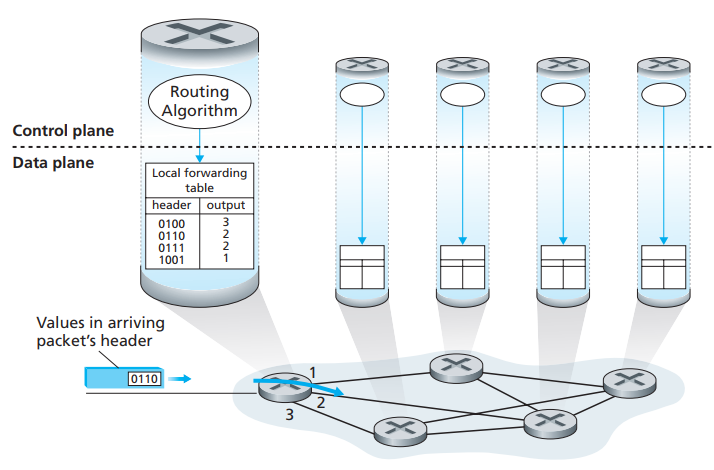 Routing
Algorithm
Control plane
Data plane
Local forwarding
table
header output
0100 3
0110 2
0111 2
1001 1
Values in arriving
packet's header
0110
1
2
3